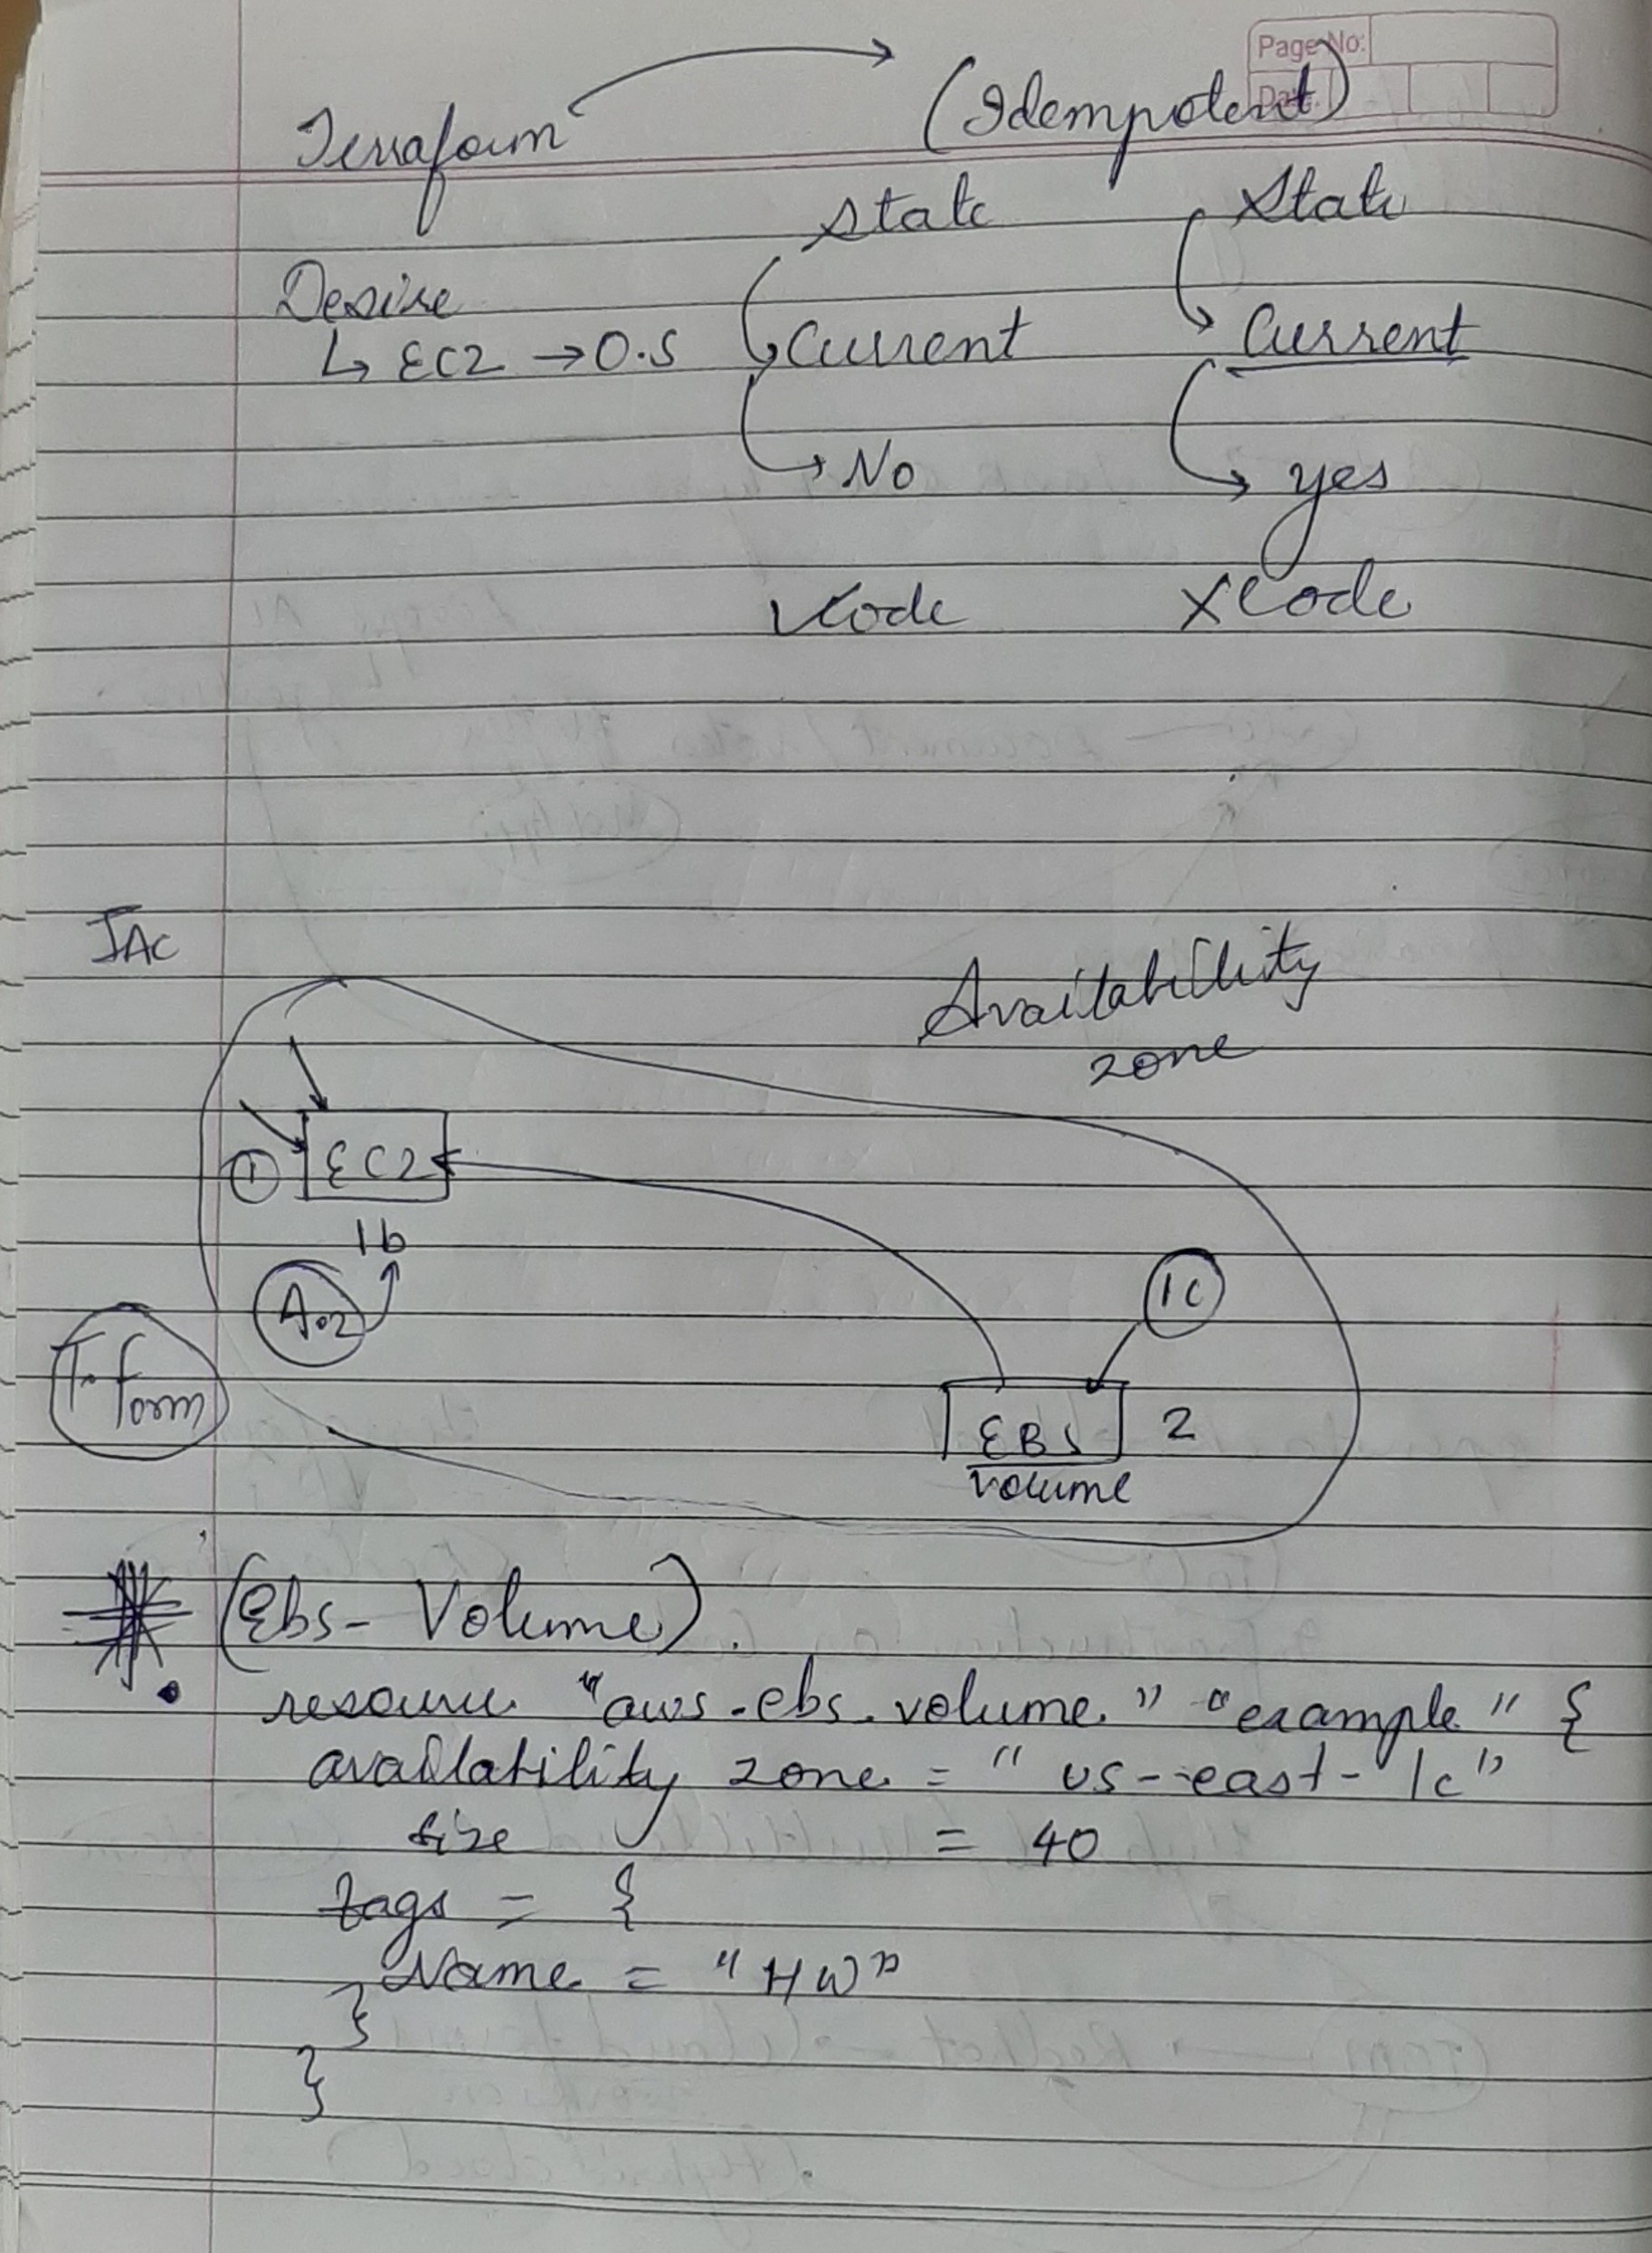 Page No:
Date:
Terraform (Idempotent)
State State
Desire
↳ EC2 → O.S Current Current
No yes
✓Code XCode
IAC
Availabillity
zone
① EC2
1b
A.z
1c
T.form
EBS 2
volume
(Ebs- Volume).
resource "aws-ebs-volume" "example" {
availability zone = " us-east-1c"
size = 40
tags = {
Name = "HW"
}
}